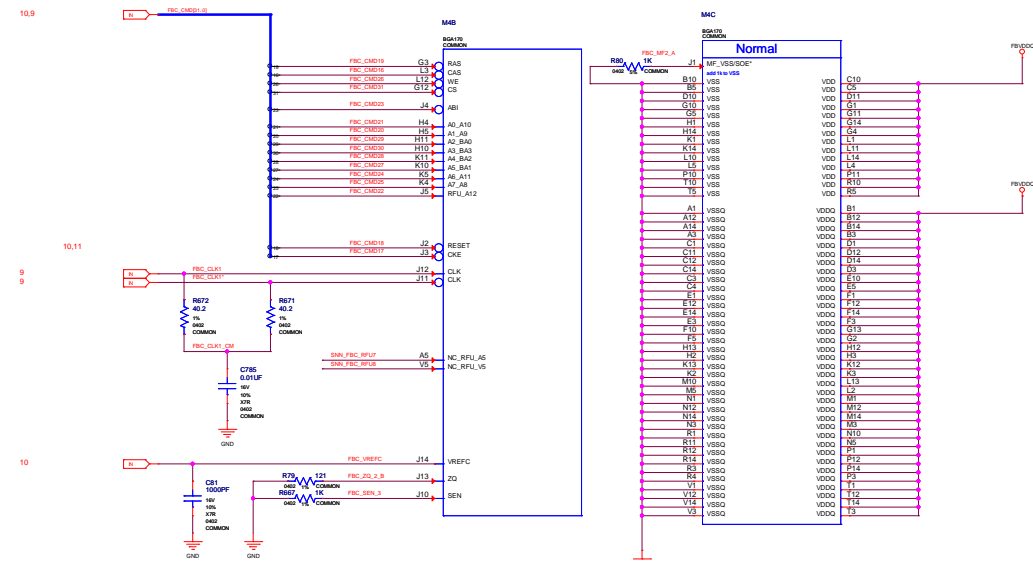 10,9
IN
FBC_CMD[31..0]
M4B
BGA170
COMMON
FBC_CMD19 G3 RAS
FBC_CMD16 L3 CAS
FBC_CMD26 L12 WE
FBC_CMD31 G12 CS
FBC_CMD23 J4 ABI
FBC_CMD21 H4 A0_A10
FBC_CMD20 H5 A1_A9
FBC_CMD29 H11 A2_BA0
FBC_CMD30 H10 A3_BA3
FBC_CMD28 K11 A4_BA2
FBC_CMD27 K10 A5_BA1
FBC_CMD24 K5 A6_A11
FBC_CMD25 K4 A7_A8
FBC_CMD22 J5 RFU_A12
10,11
FBC_CMD18 J2 RESET
FBC_CMD17 J3 CKE
9 IN FBC_CLK1 J12 CLK
9 IN FBC_CLK1* J11 CLK
R672
40.2
1%
0402
COMMON
R671
40.2
1%
0402
COMMON
FBC_CLK1_CM
C785
0.01UF
16V
10%
X7R
0402
COMMON
GND
SNN_FBC_RFU7 A5 NC_RFU_A5
SNN_FBC_RFU8 V5 NC_RFU_V5
10 IN FBC_VREFC J14 VREFC
C81
1000PF
16V
10%
X7R
0402
COMMON
GND
R79 121 FBC_ZQ_2_B J13 ZQ
0402 1% COMMON
R667 1K FBC_SEN_3 J10 SEN
0402 1% COMMON
GND
M4C
BGA170
COMMON
Normal
FBC_MF2_A
R80 1K J1 MF_VSS/SOE*
0402 5% COMMON
add 1k to VSS
B10 VSS
B5 VSS
D10 VSS
G10 VSS
G5 VSS
H1 VSS
H14 VSS
K1 VSS
K14 VSS
L10 VSS
L5 VSS
P10 VSS
T10 VSS
T5 VSS
A1 VSSQ
A12 VSSQ
A14 VSSQ
A3 VSSQ
C1 VSSQ
C11 VSSQ
C12 VSSQ
C14 VSSQ
C3 VSSQ
C4 VSSQ
E1 VSSQ
E12 VSSQ
E14 VSSQ
E3 VSSQ
F10 VSSQ
F5 VSSQ
H13 VSSQ
H2 VSSQ
K13 VSSQ
K2 VSSQ
M10 VSSQ
M5 VSSQ
N1 VSSQ
N12 VSSQ
N14 VSSQ
N3 VSSQ
R1 VSSQ
R11 VSSQ
R12 VSSQ
R14 VSSQ
R3 VSSQ
R4 VSSQ
V1 VSSQ
V12 VSSQ
V14 VSSQ
V3 VSSQ
FBVDDQ
VDD C10
VDD C5
VDD D11
VDD G1
VDD G11
VDD G14
VDD G4
VDD L1
VDD L11
VDD L14
VDD L4
VDD P11
VDD R10
VDD R5
FBVDDQ
VDDQ B1
VDDQ B12
VDDQ B14
VDDQ B3
VDDQ D1
VDDQ D12
VDDQ D14
VDDQ D3
VDDQ E10
VDDQ E5
VDDQ F1
VDDQ F12
VDDQ F14
VDDQ F3
VDDQ G13
VDDQ G2
VDDQ H12
VDDQ H3
VDDQ K12
VDDQ K3
VDDQ L13
VDDQ L2
VDDQ M1
VDDQ M12
VDDQ M14
VDDQ M3
VDDQ N10
VDDQ N5
VDDQ P1
VDDQ P12
VDDQ P14
VDDQ P3
VDDQ T1
VDDQ T12
VDDQ T14
VDDQ T3